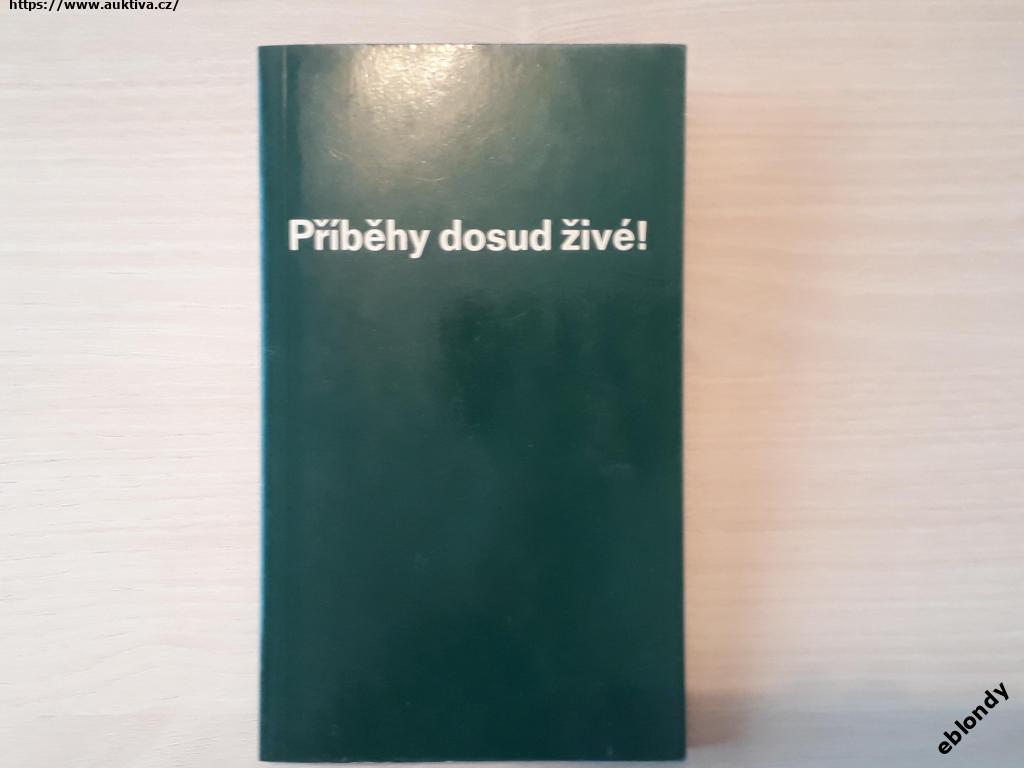 https://www.auktiva.cz/
Příběhy dosud živé!
eblondy